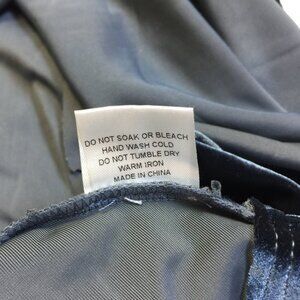 DO NOT SOAK OR BLEACH
HAND WASH COLD
DO NOT TUMBLE DRY
WARM IRON
MADE IN CHINA